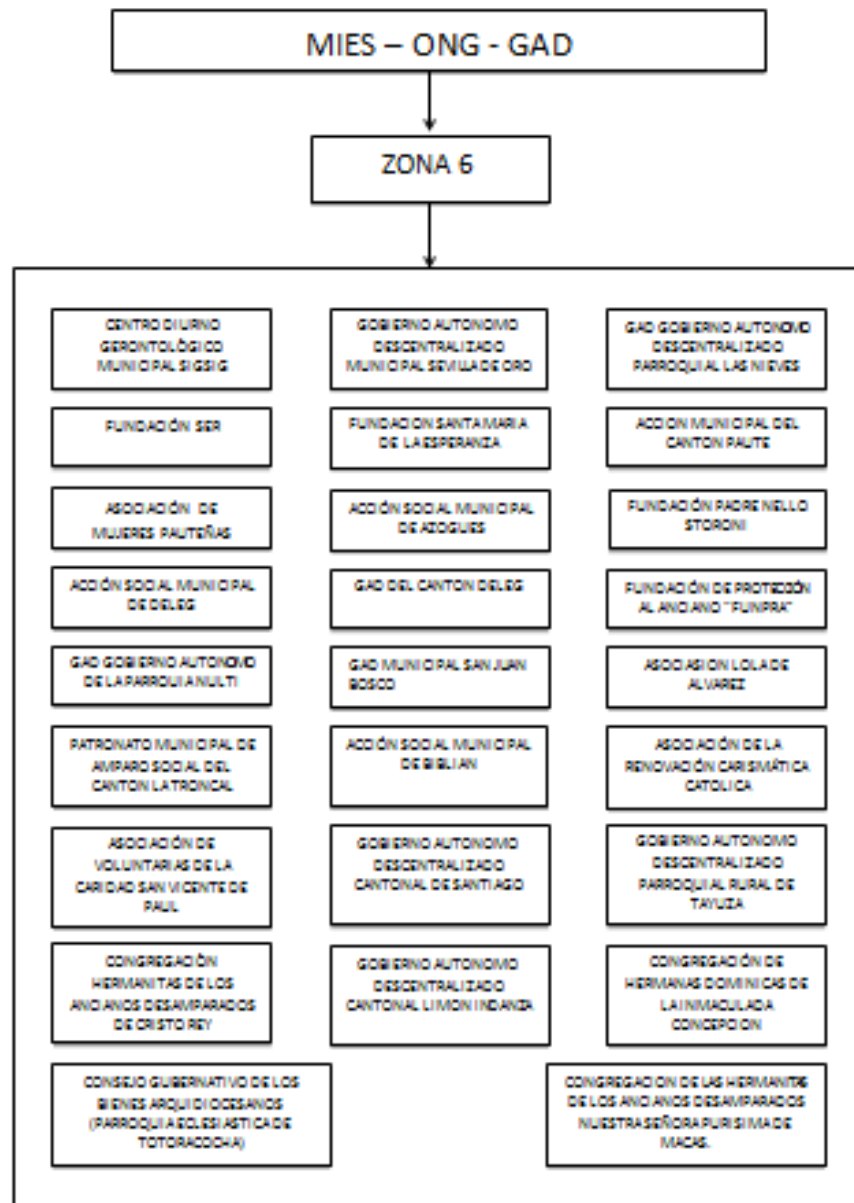 MIES – ONG - GAD
ZONA 6
CENTRO DIURNO
GERONTOLÒGICO
MUNICIPAL SIGSIG
GOBIERNO AUTONOMO
DESCENTRALIZADO
MUNICIPAL SEVILLA DE ORO
GAD GOBIERNO AUTONOMO
DESCENTRALIZADO
PARROQUIAL LAS NIEVES
FUNDACIÓN SER
FUNDACION SANTA MARIA
DE LA ESPERANZA
ACCION MUNICIPAL DEL
CANTON PAUTE
ASOCIACIÓN DE
MUJERES PAUTEÑAS
ACCIÓN SOCIAL MUNICIPAL
DE AZOGUES
FUNDACIÓN PADRE NELLO
STORONI
ACCIÓN SOCIAL MUNICIPAL
DE DELEG
GAD DEL CANTON DELEG
FUNDACIÓN DE PROTECCIÓN
AL ANCIANO "FUNPRA"
GAD GOBIERNO AUTONOMO
DE LA PARROQUIA NULTI
GAD MUNICIPAL SAN JUAN
BOSCO
ASOCIASION LOLA DE
ALVAREZ
PATRONATO MUNICIPAL DE
AMPARO SOCIAL DEL
CANTON LA TRONCAL
ACCIÓN SOCIAL MUNICIPAL
DE BIBLIAN
ASOCIACIÓN DE LA
RENOVACIÓN CARISMÁTICA
CATOLICA
ASOCIACIÓN DE
VOLUNTARIAS DE LA
CARIDAD SAN VICENTE DE
PAUL
GOBIERNO AUTONOMO
DESCENTRALIZADO
CANTONAL DE SANTIAGO
GOBIERNO AUTONOMO
DESCENTRALIZADO
PARROQUIAL RURAL DE
TAYUZA
CONGREGACIÒN
HERMANITAS DE LOS
ANCIANOS DESAMPARADOS
DE CRISTO REY
GOBIERNO AUTONOMO
DESCENTRALIZADO
CANTONAL LIMON INDANZA
CONGREGACIÓN DE
HERMANAS DOMINICAS DE
LA INMACULADA
CONCEPCION
CONSEJO GUBERNATIVO DE LOS
BIENES ARQUIDIOCESANOS
(PARROQUIA ECLESIASTICA DE
TOTORACOCHA)
CONGREGACION DE LAS HERMANITAS
DE LOS ANCIANOS DESAMPARADOS
NUESTRA SEÑORA PURISIMA DE
MACAS.